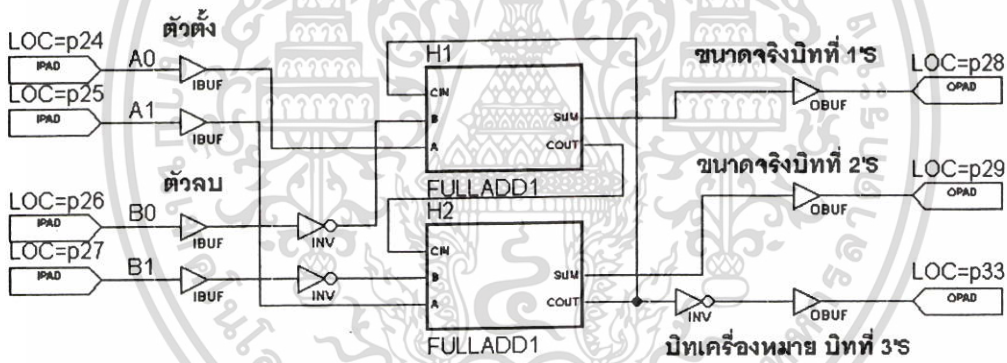 ตัวตั้ง
LOC=p24
IPAD
A0
IBUF
LOC=p25
IPAD
A1
IBUF
ตัวลบ
LOC=p26
IPAD
B0
IBUF
INV
LOC=p27
IPAD
B1
IBUF
INV
H1
CIN
B
A
SUM
COUT
FULLADD1
H2
CIN
B
A
SUM
COUT
FULLADD1
ขนาดจริงบิทที่ 1'S
LOC=p28
OBUF
OPAD
ขนาดจริงบิทที่ 2'S
LOC=p29
OBUF
OPAD
LOC=p33
INV
OBUF
OPAD
บิทเครื่องหมาย บิทที่ 3'S